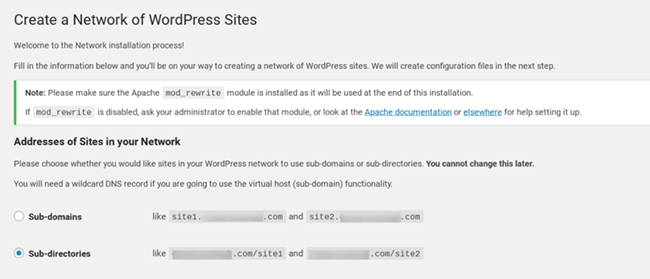 Create a Network of WordPress Sites
Welcome to the Network installation process!
Fill in the information below and you'll be on your way to creating a network of WordPress sites. We will create configuration files in the next step.
Note: Please make sure the Apache mod_rewrite module is installed as it will be used at the end of this installation.
If mod_rewrite is disabled, ask your administrator to enable that module, or look at the Apache documentation or elsewhere for help setting it up.
Addresses of Sites in your Network
Please choose whether you would like sites in your WordPress network to use sub-domains or sub-directories. You cannot change this later.
You will need a wildcard DNS record if you are going to use the virtual host (sub-domain) functionality.
Sub-domains like site1. .com and site2. .com
Sub-directories like .com/site1 and .com/site2